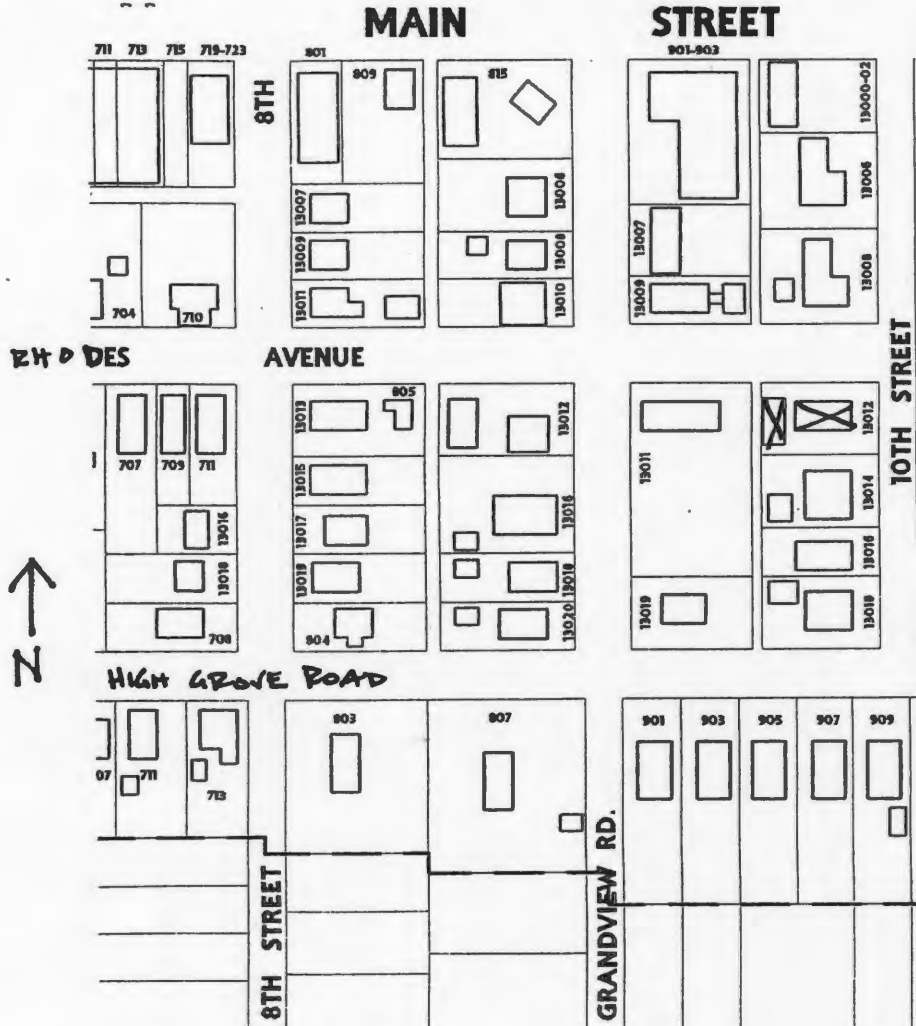 MAIN STREET
711 713 715 719-723 801 809 815 901-903
8TH
13000-02
13007 13006 13006
13009 13008 13007 13008
13011 13010 13009
704 710
RHODES AVENUE
10TH STREET
707 709 711
13013 805 13012 13011 13012
13015 13016 13014
13016 13017 13016
13018 13019 13018 13019 13018
708 804 13020
N
HIGH GROVE ROAD
07 711 713 803 807 901 903 905 907 909
8TH STREET
GRANDVIEW RD.